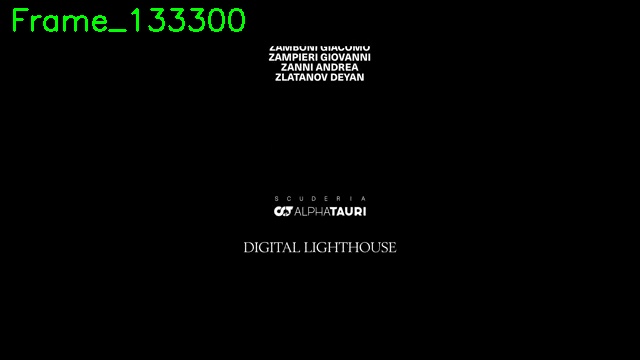 Frame_133300
ZAMBONI GIACOMO
ZAMPIERI GIOVANNI
ZANNI ANDREA
ZLATANOV DEYAN
SCUDERIA
ALPHATAURI
DIGITAL LIGHTHOUSE